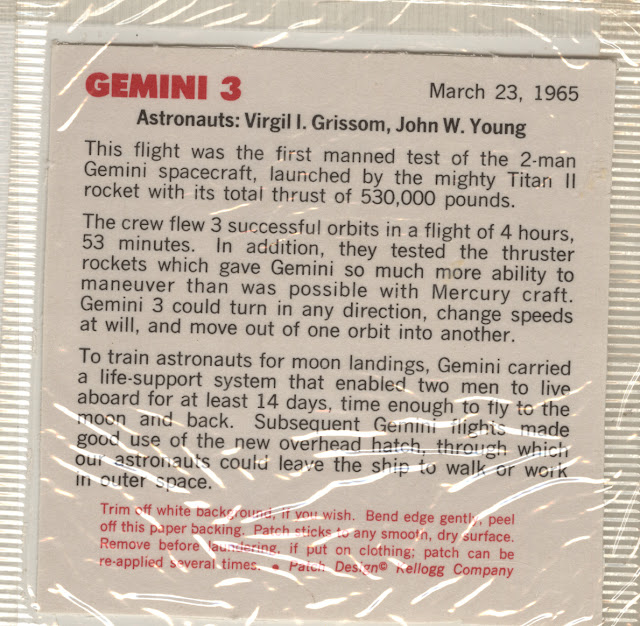 GEMINI 3 March 23, 1965
Astronauts: Virgil I. Grissom, John W. Young
This flight was the first manned test of the 2-man
Gemini spacecraft, launched by the mighty Titan II
rocket with its total thrust of 530,000 pounds.
The crew flew 3 successful orbits in a flight of 4 hours,
53 minutes. In addition, they tested the thruster
rockets which gave Gemini so much more ability to
maneuver than was possible with Mercury craft.
Gemini 3 could turn in any direction, change speeds
at will, and move out of one orbit into another.
To train astronauts for moon landings, Gemini carried
a life-support system that enabled two men to live
aboard for at least 14 days, time enough to fly to the
moon and back. Subsequent Gemini flights made
good use of the new overhead hatch, through which
our astronauts could leave the ship to walk or work
in outer space.
Trim off white background, if you wish. Bend edge gently, peel
off this paper backing. Patch sticks to any smooth, dry surface.
Remove before laundering, if put on clothing; patch can be
re-applied several times. • Patch Design© Kellogg Company